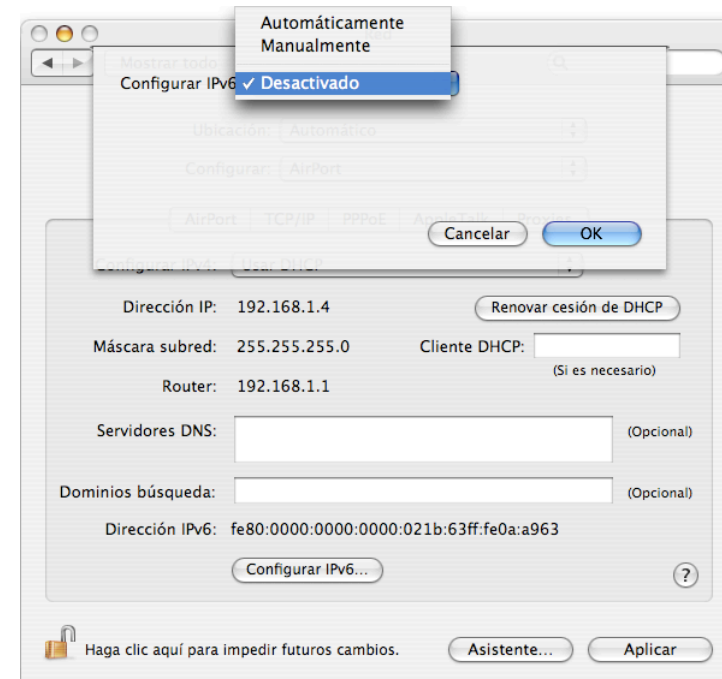 Automáticamente
Manualmente
Red
Mostrar todo
Configurar IPv6
✓ Desactivado
Ubicación: Automático
Configurar: AirPort
AirPort TCP/IP PPPoE AppleTalk Proxies
Cancelar OK
Configurar IPv4: Usar DHCP
Dirección IP: 192.168.1.4 Renovar cesión de DHCP
Máscara subred: 255.255.255.0 Cliente DHCP:
(Si es necesario)
Router: 192.168.1.1
Servidores DNS: (Opcional)
Dominios búsqueda: (Opcional)
Dirección IPv6: fe80:0000:0000:0000:021b:63ff:fe0a:a963
Configurar IPv6... ?
Haga clic aquí para impedir futuros cambios. Asistente... Aplicar